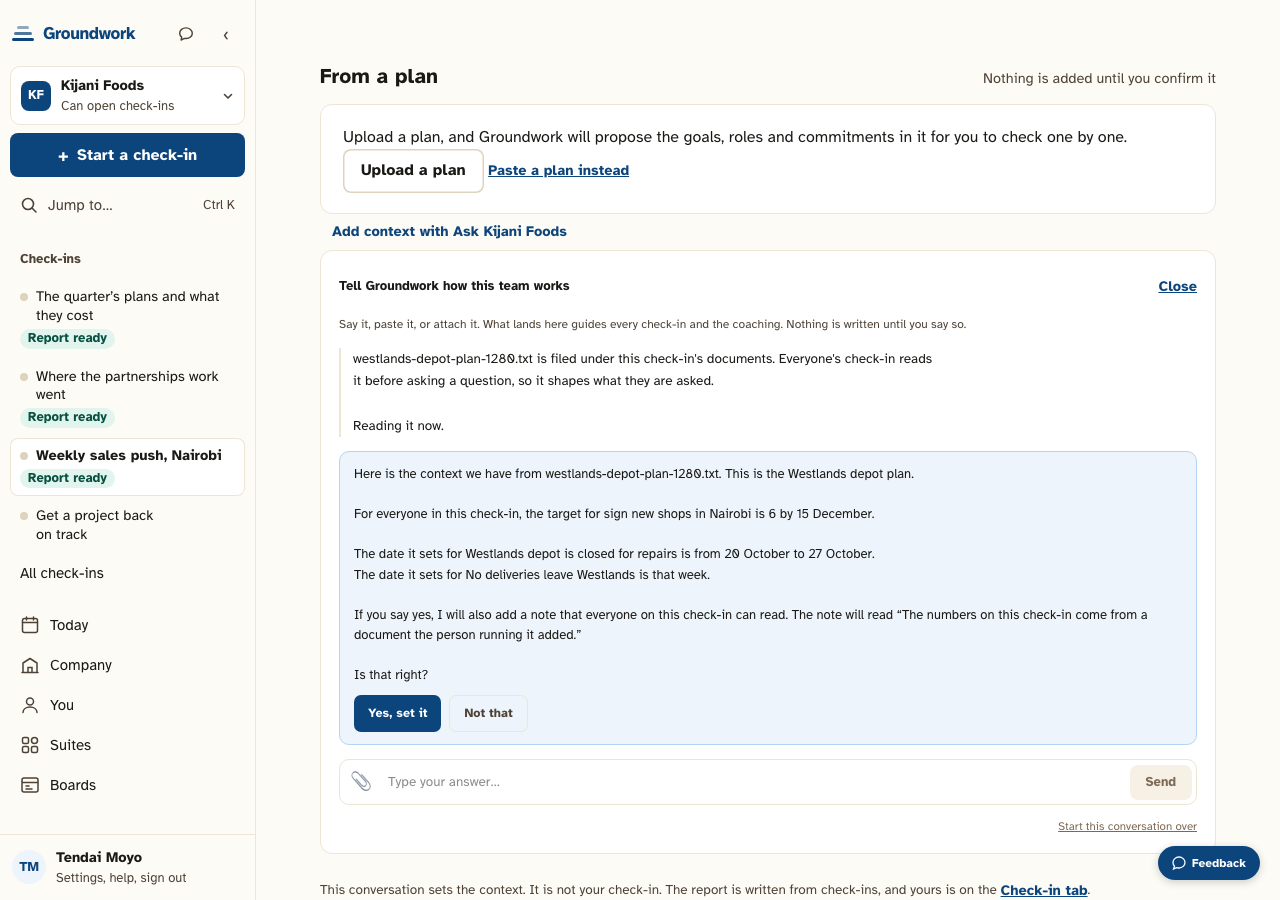 Groundwork
KF
Kijani Foods
Can open check-ins
+ Start a check-in
Jump to...
Ctrl K
Check-ins
The quarter's plans and what
they cost
Report ready
Where the partnerships work
went
Report ready
Weekly sales push, Nairobi
Report ready
Get a project back
on track
All check-ins
Today
Company
You
Suites
Boards
TM
Tendai Moyo
Settings, help, sign out
From a plan
Nothing is added until you confirm it
Upload a plan, and Groundwork will propose the goals, roles and commitments in it for you to check one by one.
Upload a plan
Paste a plan instead
Add context with Ask Kijani Foods
Tell Groundwork how this team works
Close
Say it, paste it, or attach it. What lands here guides every check-in and the coaching. Nothing is written until you say so.
westlands-depot-plan-1280.txt is filed under this check-in's documents. Everyone's check-in reads
it before asking a question, so it shapes what they are asked.
Reading it now.
Here is the context we have from westlands-depot-plan-1280.txt. This is the Westlands depot plan.
For everyone in this check-in, the target for sign new shops in Nairobi is 6 by 15 December.
The date it sets for Westlands depot is closed for repairs is from 20 October to 27 October.
The date it sets for No deliveries leave Westlands is that week.
If you say yes, I will also add a note that everyone on this check-in can read. The note will read “The numbers on this check-in come from a
document the person running it added.”
Is that right?
Yes, set it
Not that
Type your answer...
Send
Start this conversation over
Feedback
This conversation sets the context. It is not your check-in. The report is written from check-ins, and yours is on the Check-in tab.